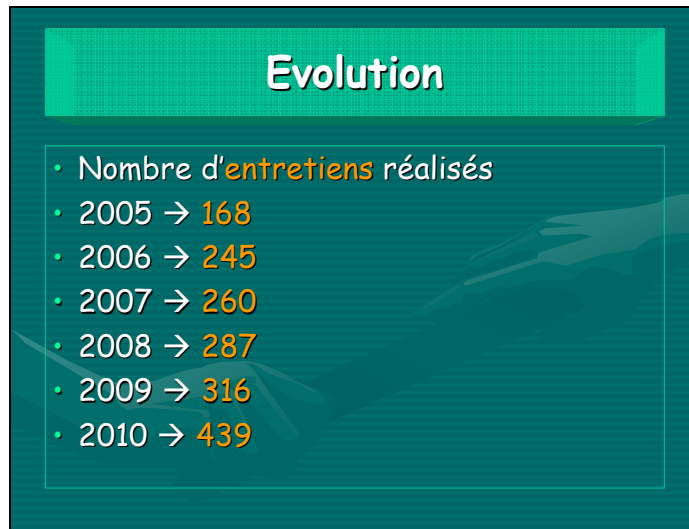 Evolution
• Nombre d'entretiens réalisés
• 2005 → 168
• 2006 → 245
• 2007 → 260
• 2008 → 287
• 2009 → 316
• 2010 → 439